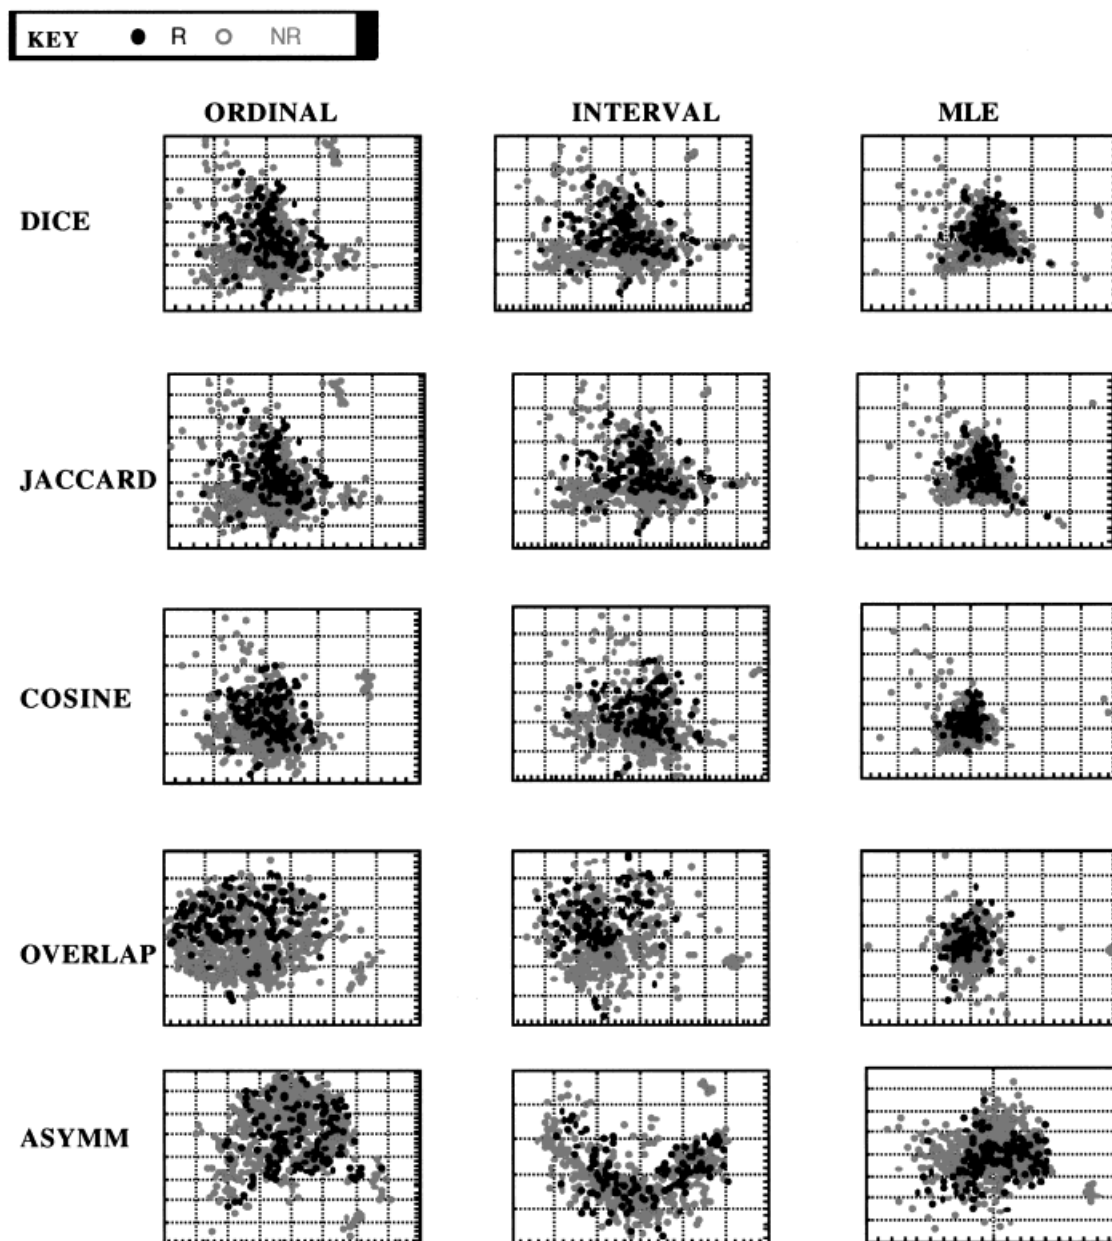 KEY R NR
ORDINAL INTERVAL MLE
DICE
JACCARD
COSINE
OVERLAP
ASYMM